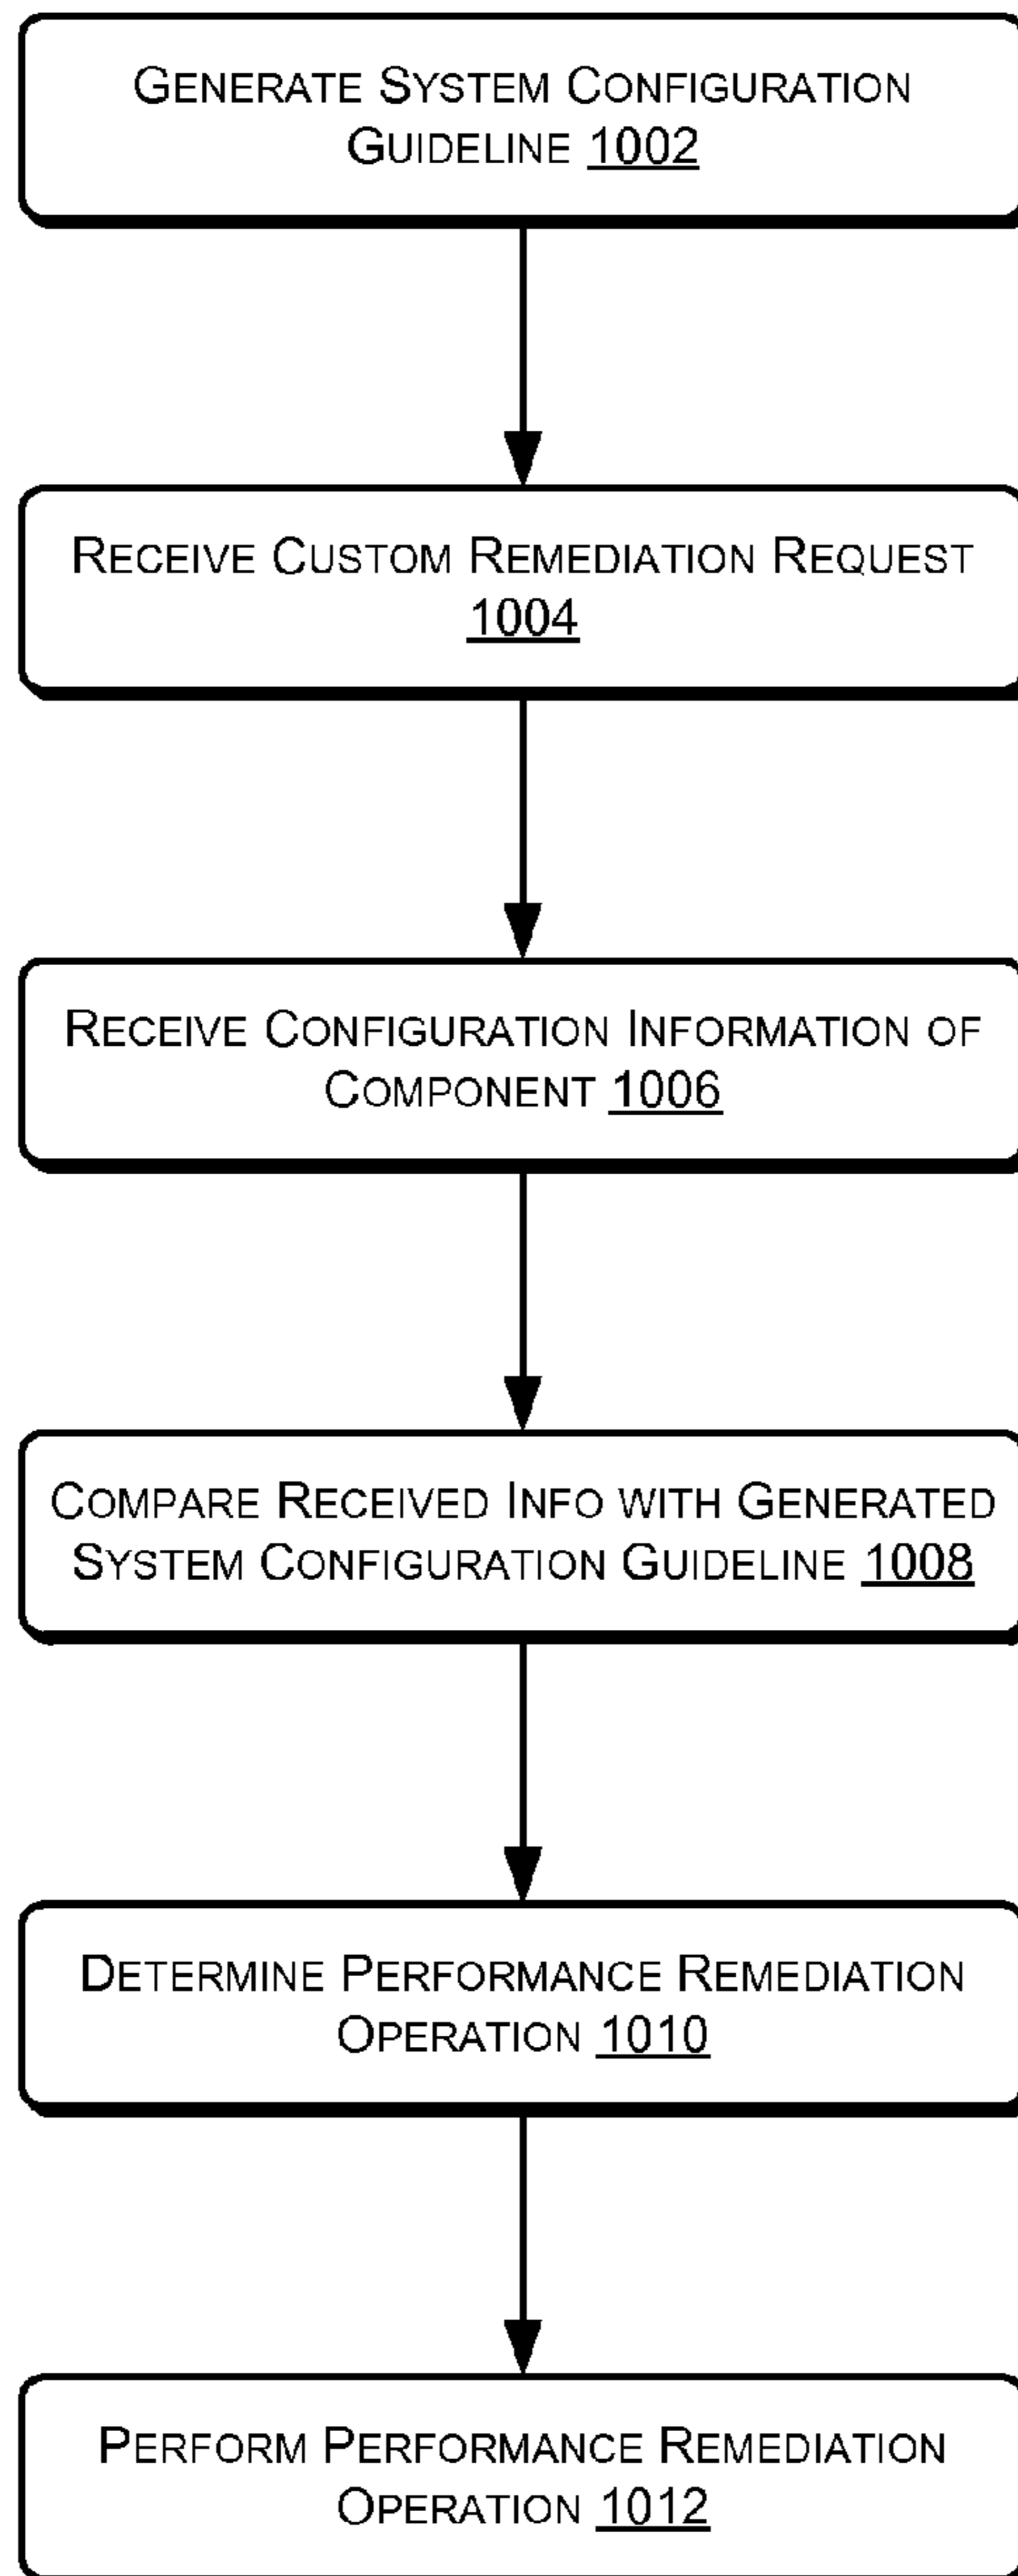 GENERATE SYSTEM CONFIGURATION
GUIDELINE 1002
RECEIVE CUSTOM REMEDIATION REQUEST
1004
RECEIVE CONFIGURATION INFORMATION OF
COMPONENT 1006
COMPARE RECEIVED INFO WITH GENERATED
SYSTEM CONFIGURATION GUIDELINE 1008
DETERMINE PERFORMANCE REMEDIATION
OPERATION 1010
PERFORM PERFORMANCE REMEDIATION
OPERATION 1012